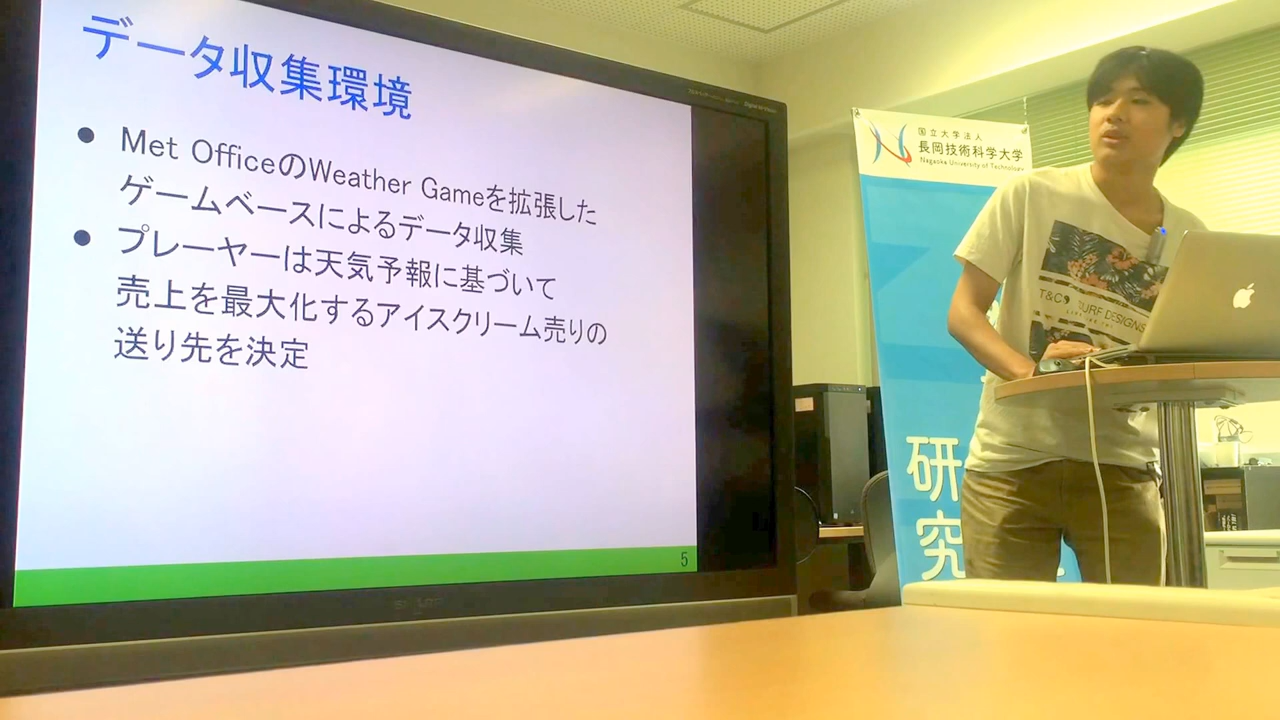 データ収集環境
● Met OfficeのWeather Gameを拡張した
ゲームベースによるデータ収集
● プレーヤーは天気予報に基づいて
売上を最大化するアイスクリーム売りの
送り先を決定
5
SHARP
国立大学法人
長岡技術科学大学
Nagaoka University of Technology
研
究
T&C SURF DESIGNS